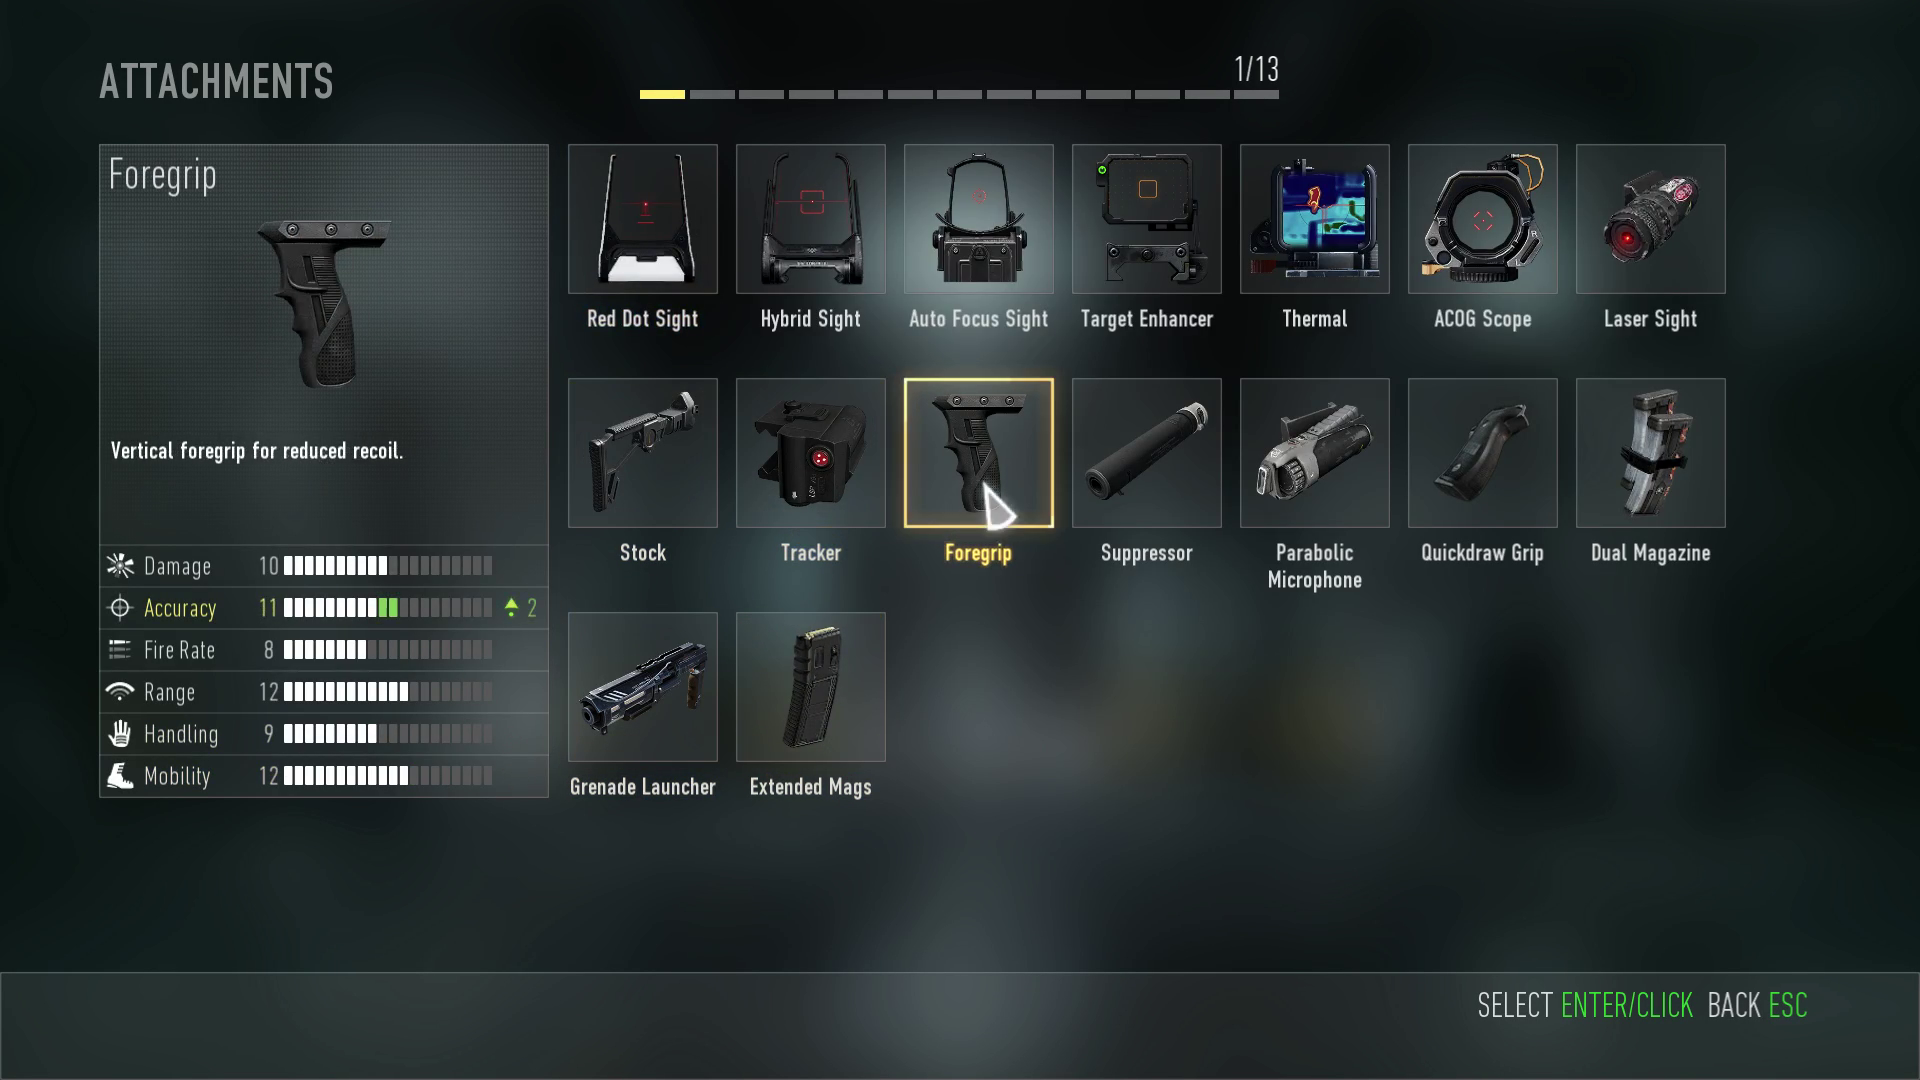 ATTACHMENTS
1/13
Foregrip
Vertical foregrip for reduced recoil.
Damage 10
Accuracy 11 2
Fire Rate 8
Range 12
Handling 9
Mobility 12
Red Dot Sight
Hybrid Sight
Auto Focus Sight
Target Enhancer
Thermal
ACOG Scope
Laser Sight
Stock
Tracker
Foregrip
Suppressor
Parabolic
Microphone
Quickdraw Grip
Dual Magazine
Grenade Launcher
Extended Mags
SELECT ENTER/CLICK BACK ESC